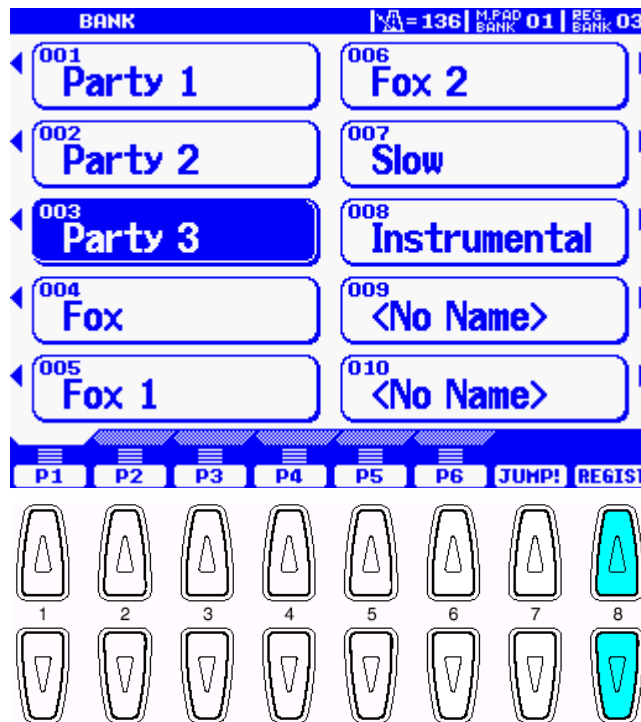 BANK =136 M.PAD BANK 01 REG. BANK 03
001 Party 1
006 Fox 2
002 Party 2
007 Slow
003 Party 3
008 Instrumental
004 Fox
009 <No Name>
005 Fox 1
010 <No Name>
P1 P2 P3 P4 P5 P6 JUMP! REGIST
1 2 3 4 5 6 7 8